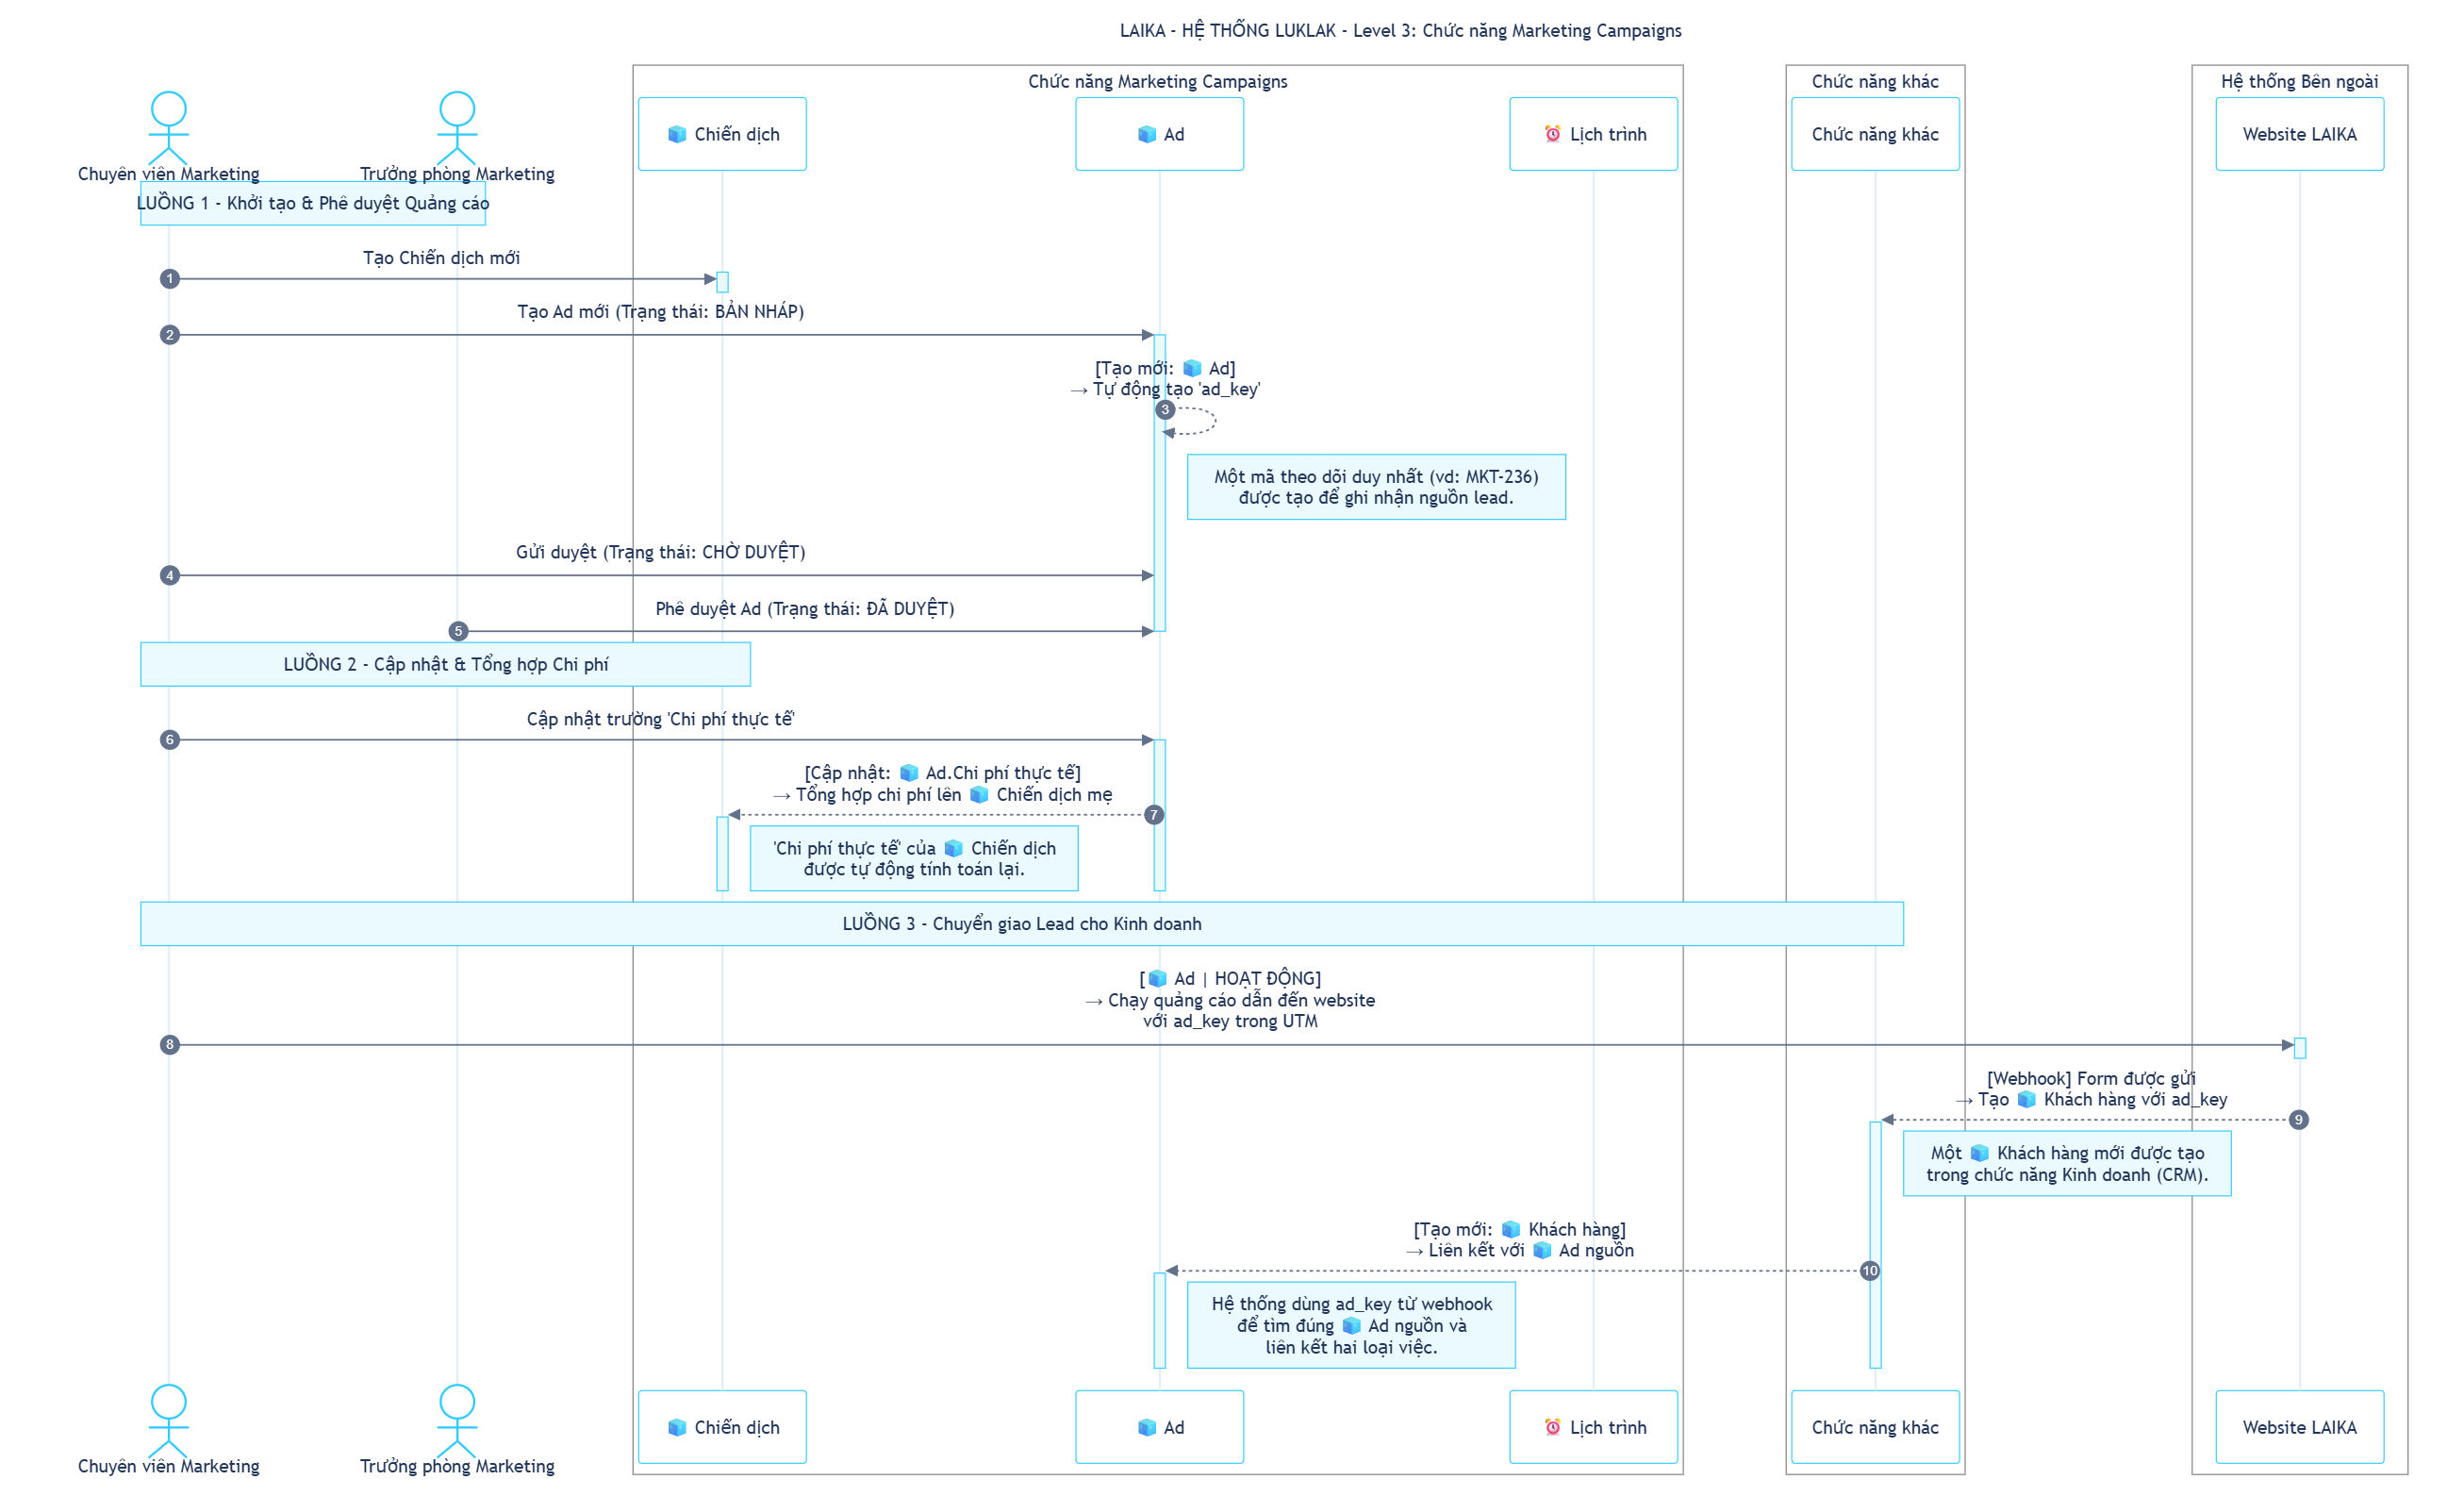 LAIKA - HỆ THỐNG LUKLAK - Level 3: Chức năng Marketing Campaigns
Chức năng Marketing Campaigns
Chức năng khác
Hệ thống Bên ngoài
Chuyên viên Marketing
Trưởng phòng Marketing
🧊 Chiến dịch
🧊 Ad
⏰ Lịch trình
Chức năng khác
Website LAIKA
LUỒNG 1 - Khởi tạo & Phê duyệt Quảng cáo
Tạo Chiến dịch mới
1
Tạo Ad mới (Trạng thái: BẢN NHÁP)
2
[Tạo mới: 🧊 Ad]
→ Tự động tạo 'ad_key'
3
Một mã theo dõi duy nhất (vd: MKT-236)
được tạo để ghi nhận nguồn lead.
Gửi duyệt (Trạng thái: CHỜ DUYỆT)
4
Phê duyệt Ad (Trạng thái: ĐÃ DUYỆT)
5
LUỒNG 2 - Cập nhật & Tổng hợp Chi phí
Cập nhật trường 'Chi phí thực tế'
6
[Cập nhật: 🧊 Ad.Chi phí thực tế]
→ Tổng hợp chi phí lên 🧊 Chiến dịch mẹ
7
'Chi phí thực tế' của 🧊 Chiến dịch
được tự động tính toán lại.
LUỒNG 3 - Chuyển giao Lead cho Kinh doanh
[🧊 Ad | HOẠT ĐỘNG]
→ Chạy quảng cáo dẫn đến website
với ad_key trong UTM
8
[Webhook] Form được gửi
→ Tạo 🧊 Khách hàng với ad_key
9
Một 🧊 Khách hàng mới được tạo
trong chức năng Kinh doanh (CRM).
[Tạo mới: 🧊 Khách hàng]
→ Liên kết với 🧊 Ad nguồn
10
Hệ thống dùng ad_key từ webhook
để tìm đúng 🧊 Ad nguồn và
liên kết hai loại việc.
Chuyên viên Marketing
Trưởng phòng Marketing
🧊 Chiến dịch
🧊 Ad
⏰ Lịch trình
Chức năng khác
Website LAIKA